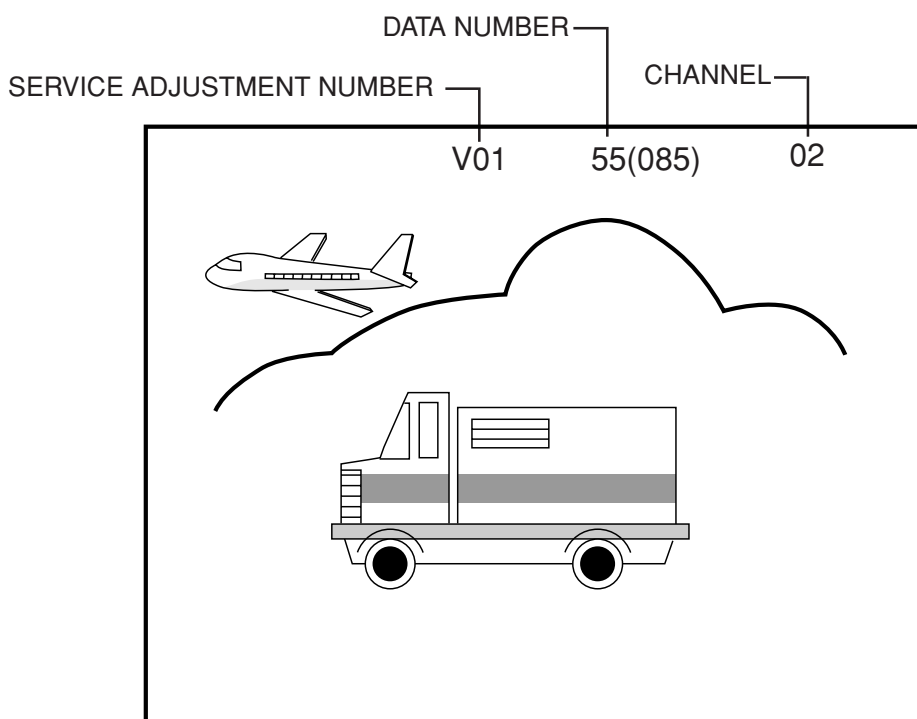 DATA NUMBER
SERVICE ADJUSTMENT NUMBER
CHANNEL
V01 55(085) 02